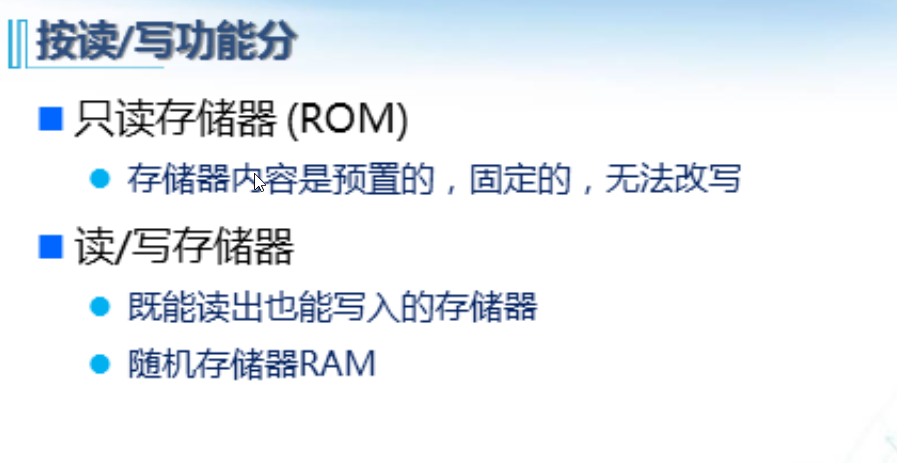 按读/写功能分
只读存储器 (ROM)
存储器内容是预置的，固定的，无法改写
读/写存储器
既能读出也能写入的存储器
随机存储器RAM